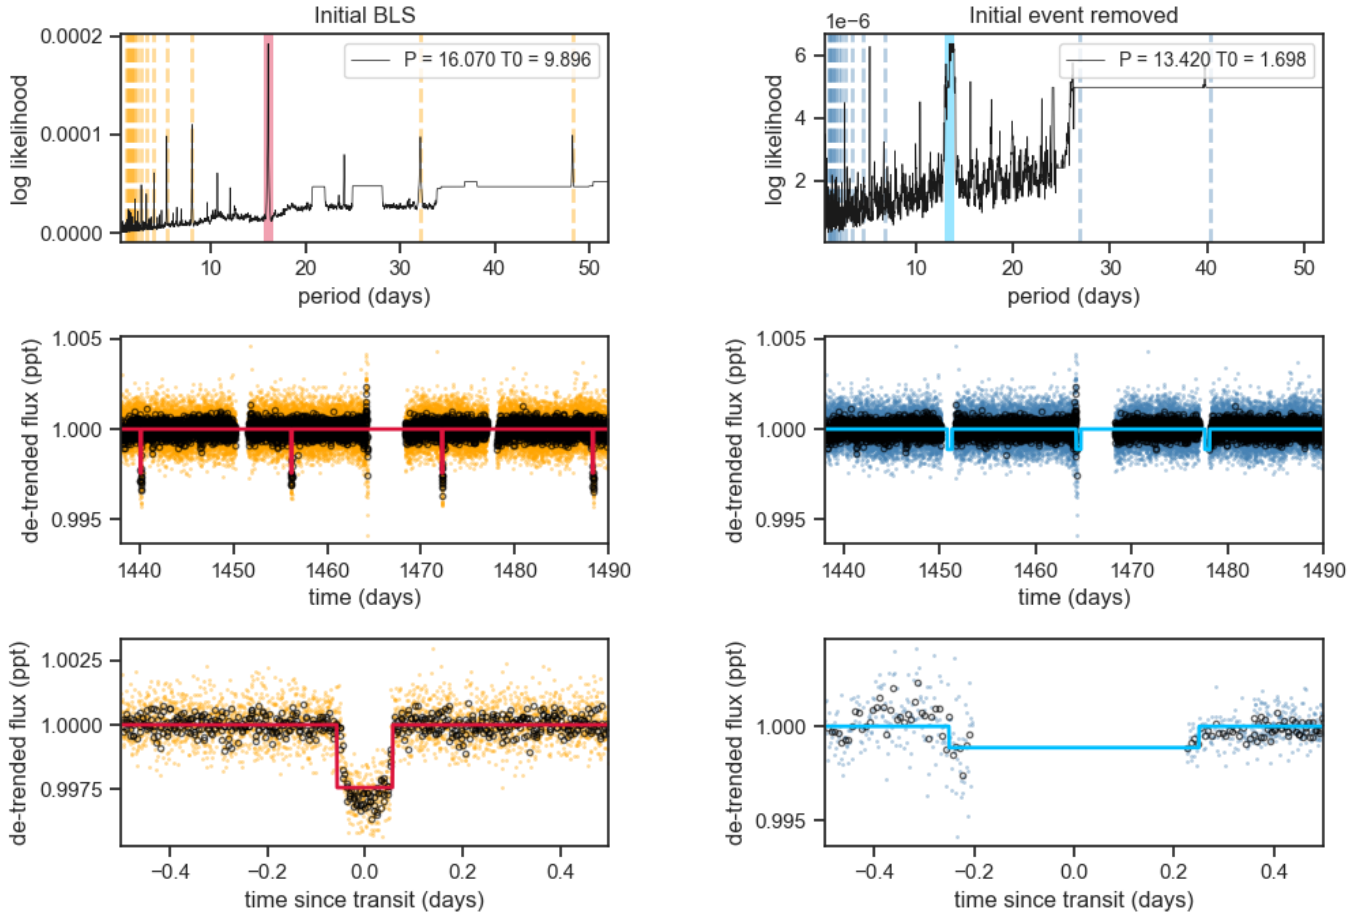 Initial BLS
0.0002
0.0001
0.0000
log likelihood
P = 16.070 T0 = 9.896
10 20 30 40 50
period (days)
Initial event removed
1e−6
6
4
2
log likelihood
P = 13.420 T0 = 1.698
10 20 30 40 50
period (days)
1.005
1.000
0.995
de-trended flux (ppt)
1440 1450 1460 1470 1480 1490
time (days)
1.005
1.000
0.995
de-trended flux (ppt)
1440 1450 1460 1470 1480 1490
time (days)
1.0025
1.0000
0.9975
de-trended flux (ppt)
−0.4 −0.2 0.0 0.2 0.4
time since transit (days)
1.000
0.995
de-trended flux (ppt)
−0.4 −0.2 0.0 0.2 0.4
time since transit (days)